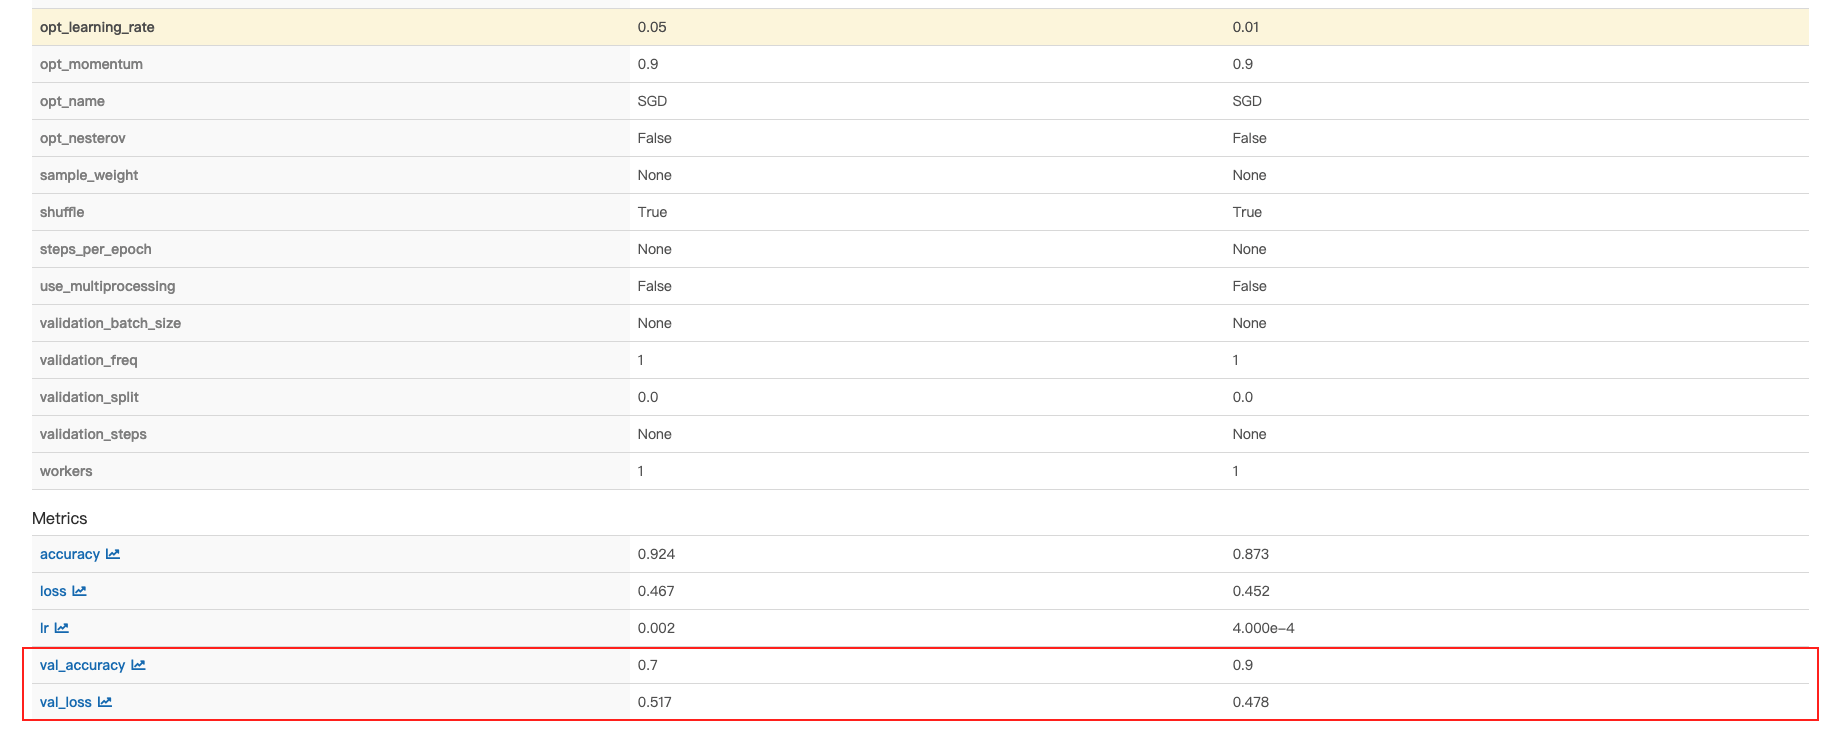 opt_learning_rate 0.05 0.01
opt_momentum 0.9 0.9
opt_name SGD SGD
opt_nesterov False False
sample_weight None None
shuffle True True
steps_per_epoch None None
use_multiprocessing False False
validation_batch_size None None
validation_freq 1 1
validation_split 0.0 0.0
validation_steps None None
workers 1 1
Metrics
accuracy 0.924 0.873
loss 0.467 0.452
lr 0.002 4.000e-4
val_accuracy 0.7 0.9
val_loss 0.517 0.478